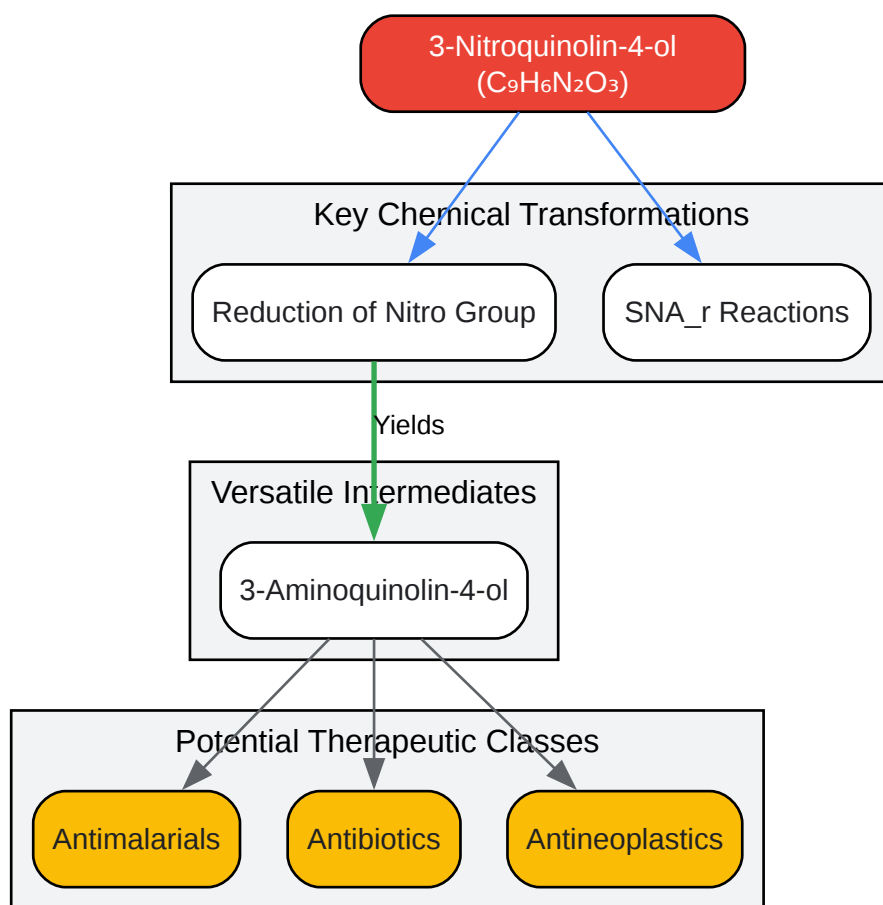 3-Nitroquinolin-4-ol
(C₉H₆N₂O₃)
Key Chemical Transformations
Reduction of Nitro Group
SNA_r Reactions
Yields
Versatile Intermediates
3-Aminoquinolin-4-ol
Potential Therapeutic Classes
Antimalarials
Antibiotics
Antineoplastics